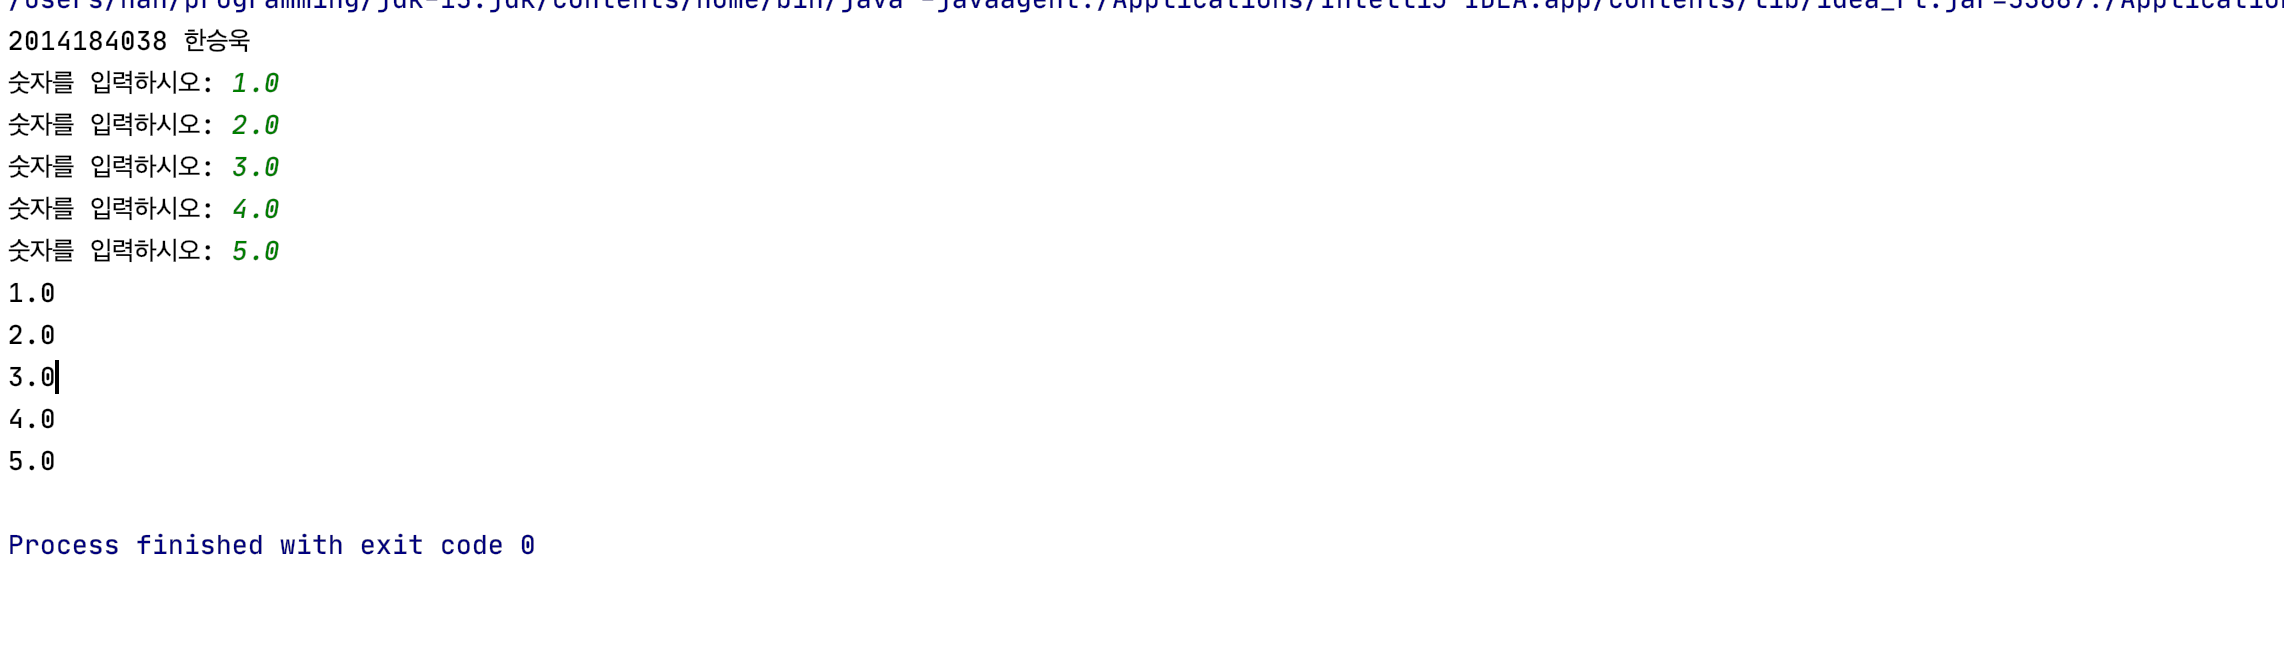 /Users/han/programming/jdk-15.jdk/Contents/Home/bin/java -javaagent:/Applications/IntelliJ IDEA.app/Contents/lib/idea_rt.jar=
2014184038 한승욱
숫자를 입력하시오: 1.0
숫자를 입력하시오: 2.0
숫자를 입력하시오: 3.0
숫자를 입력하시오: 4.0
숫자를 입력하시오: 5.0
1.0
2.0
3.0
4.0
5.0
Process finished with exit code 0